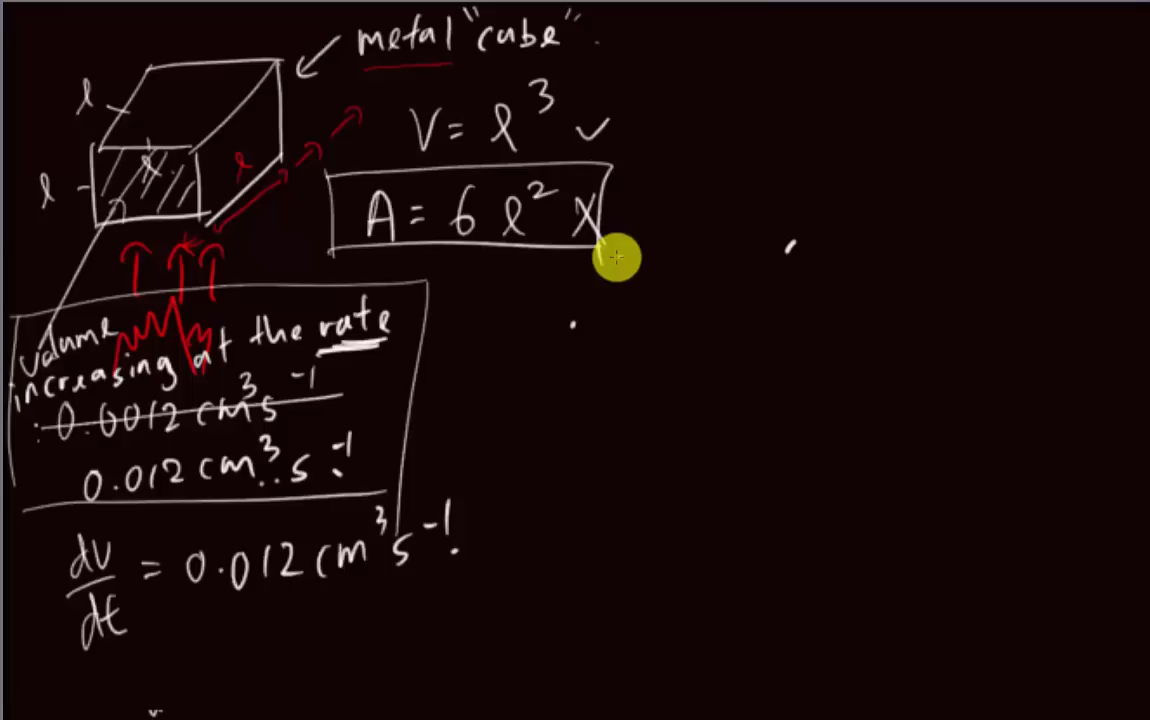 metal "cube".
l
l
l
V = l³ ✓
A = 6 l² X
volume
increasing at the rate
: 0.0012 cm³ s⁻¹
0.012 cm³ s⁻¹
dv/dt = 0.012 cm³ s⁻¹